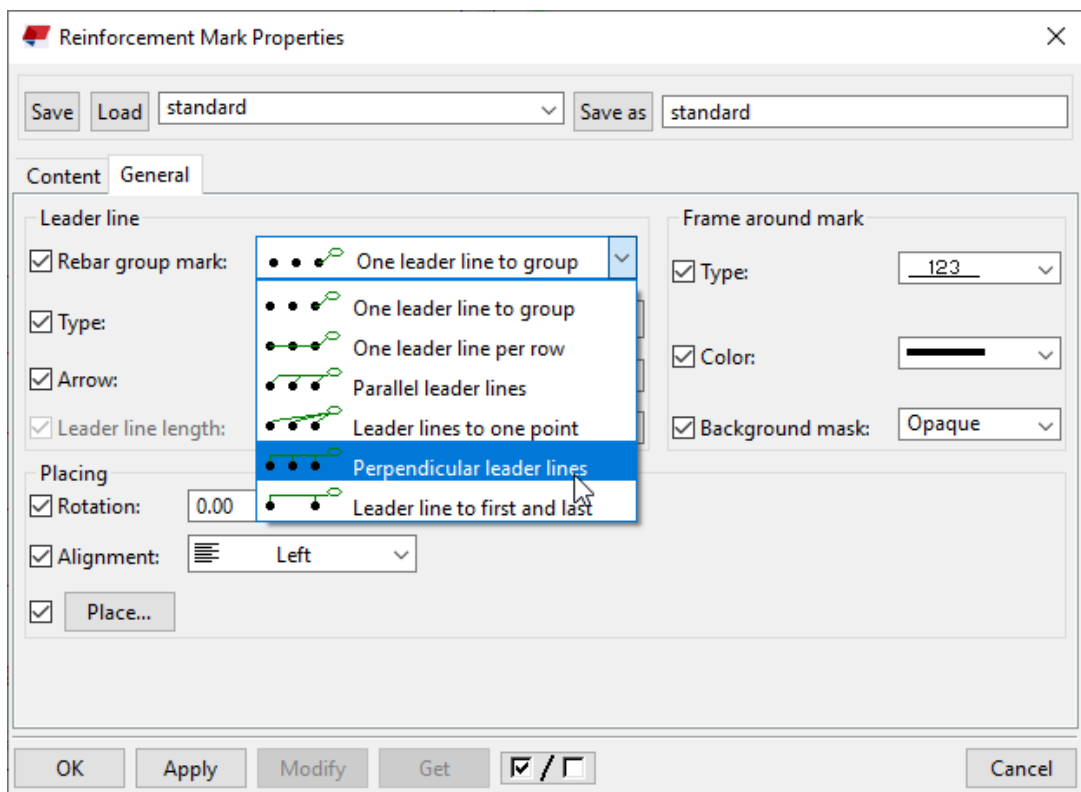 Reinforcement Mark Properties
Save Load standard Save as standard
Content General
Leader line
Rebar group mark: One leader line to group
One leader line to group
Type:
One leader line per row
Arrow:
Parallel leader lines
Leader line length:
Leader lines to one point
Perpendicular leader lines
Leader line to first and last
Frame around mark
Type: 123
Color:
Background mask: Opaque
Placing
Rotation: 0.00
Alignment: Left
Place...
OK Apply Modify Get / Cancel